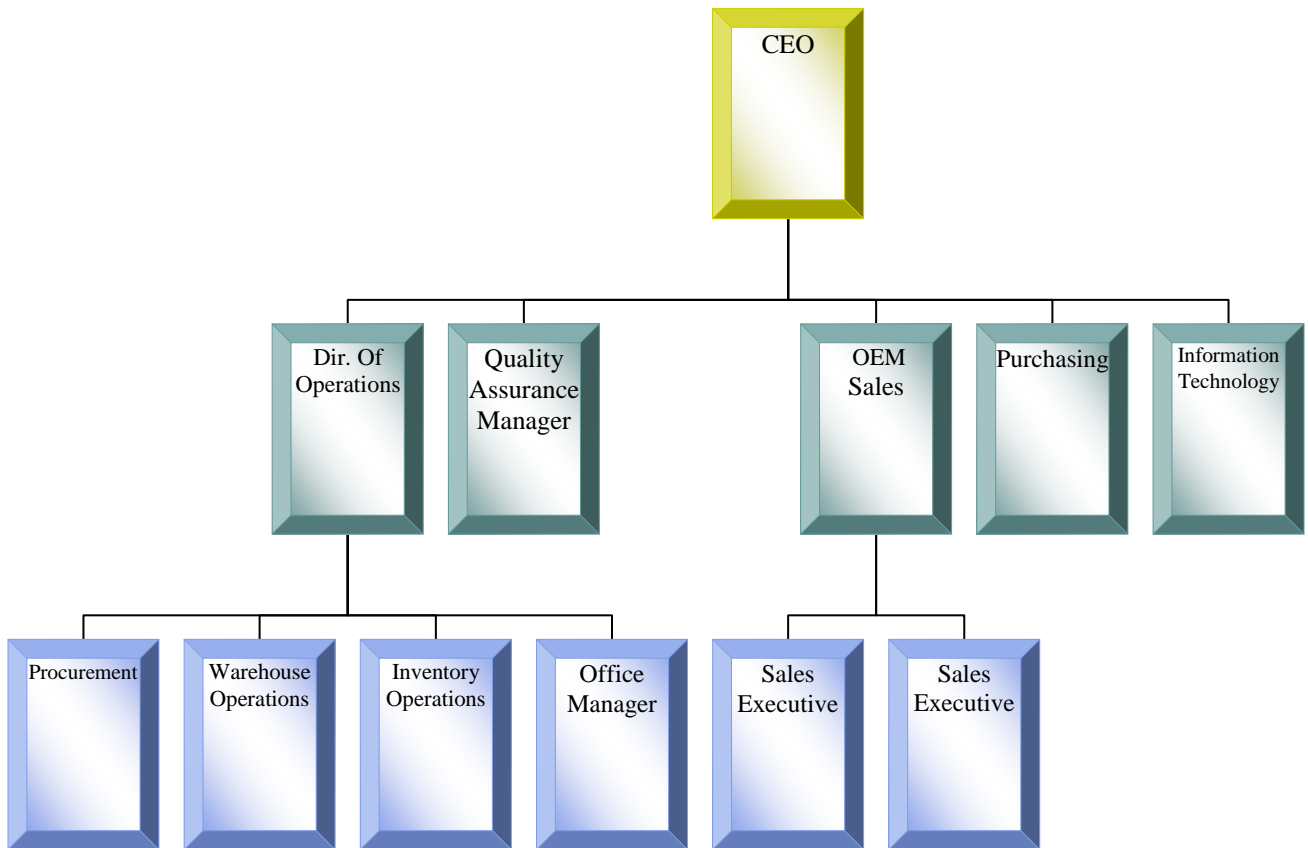 CEO
Dir. Of
Operations
Quality
Assurance
Manager
OEM
Sales
Purchasing
Information
Technology
Procurement
Warehouse
Operations
Inventory
Operations
Office
Manager
Sales
Executive
Sales
Executive